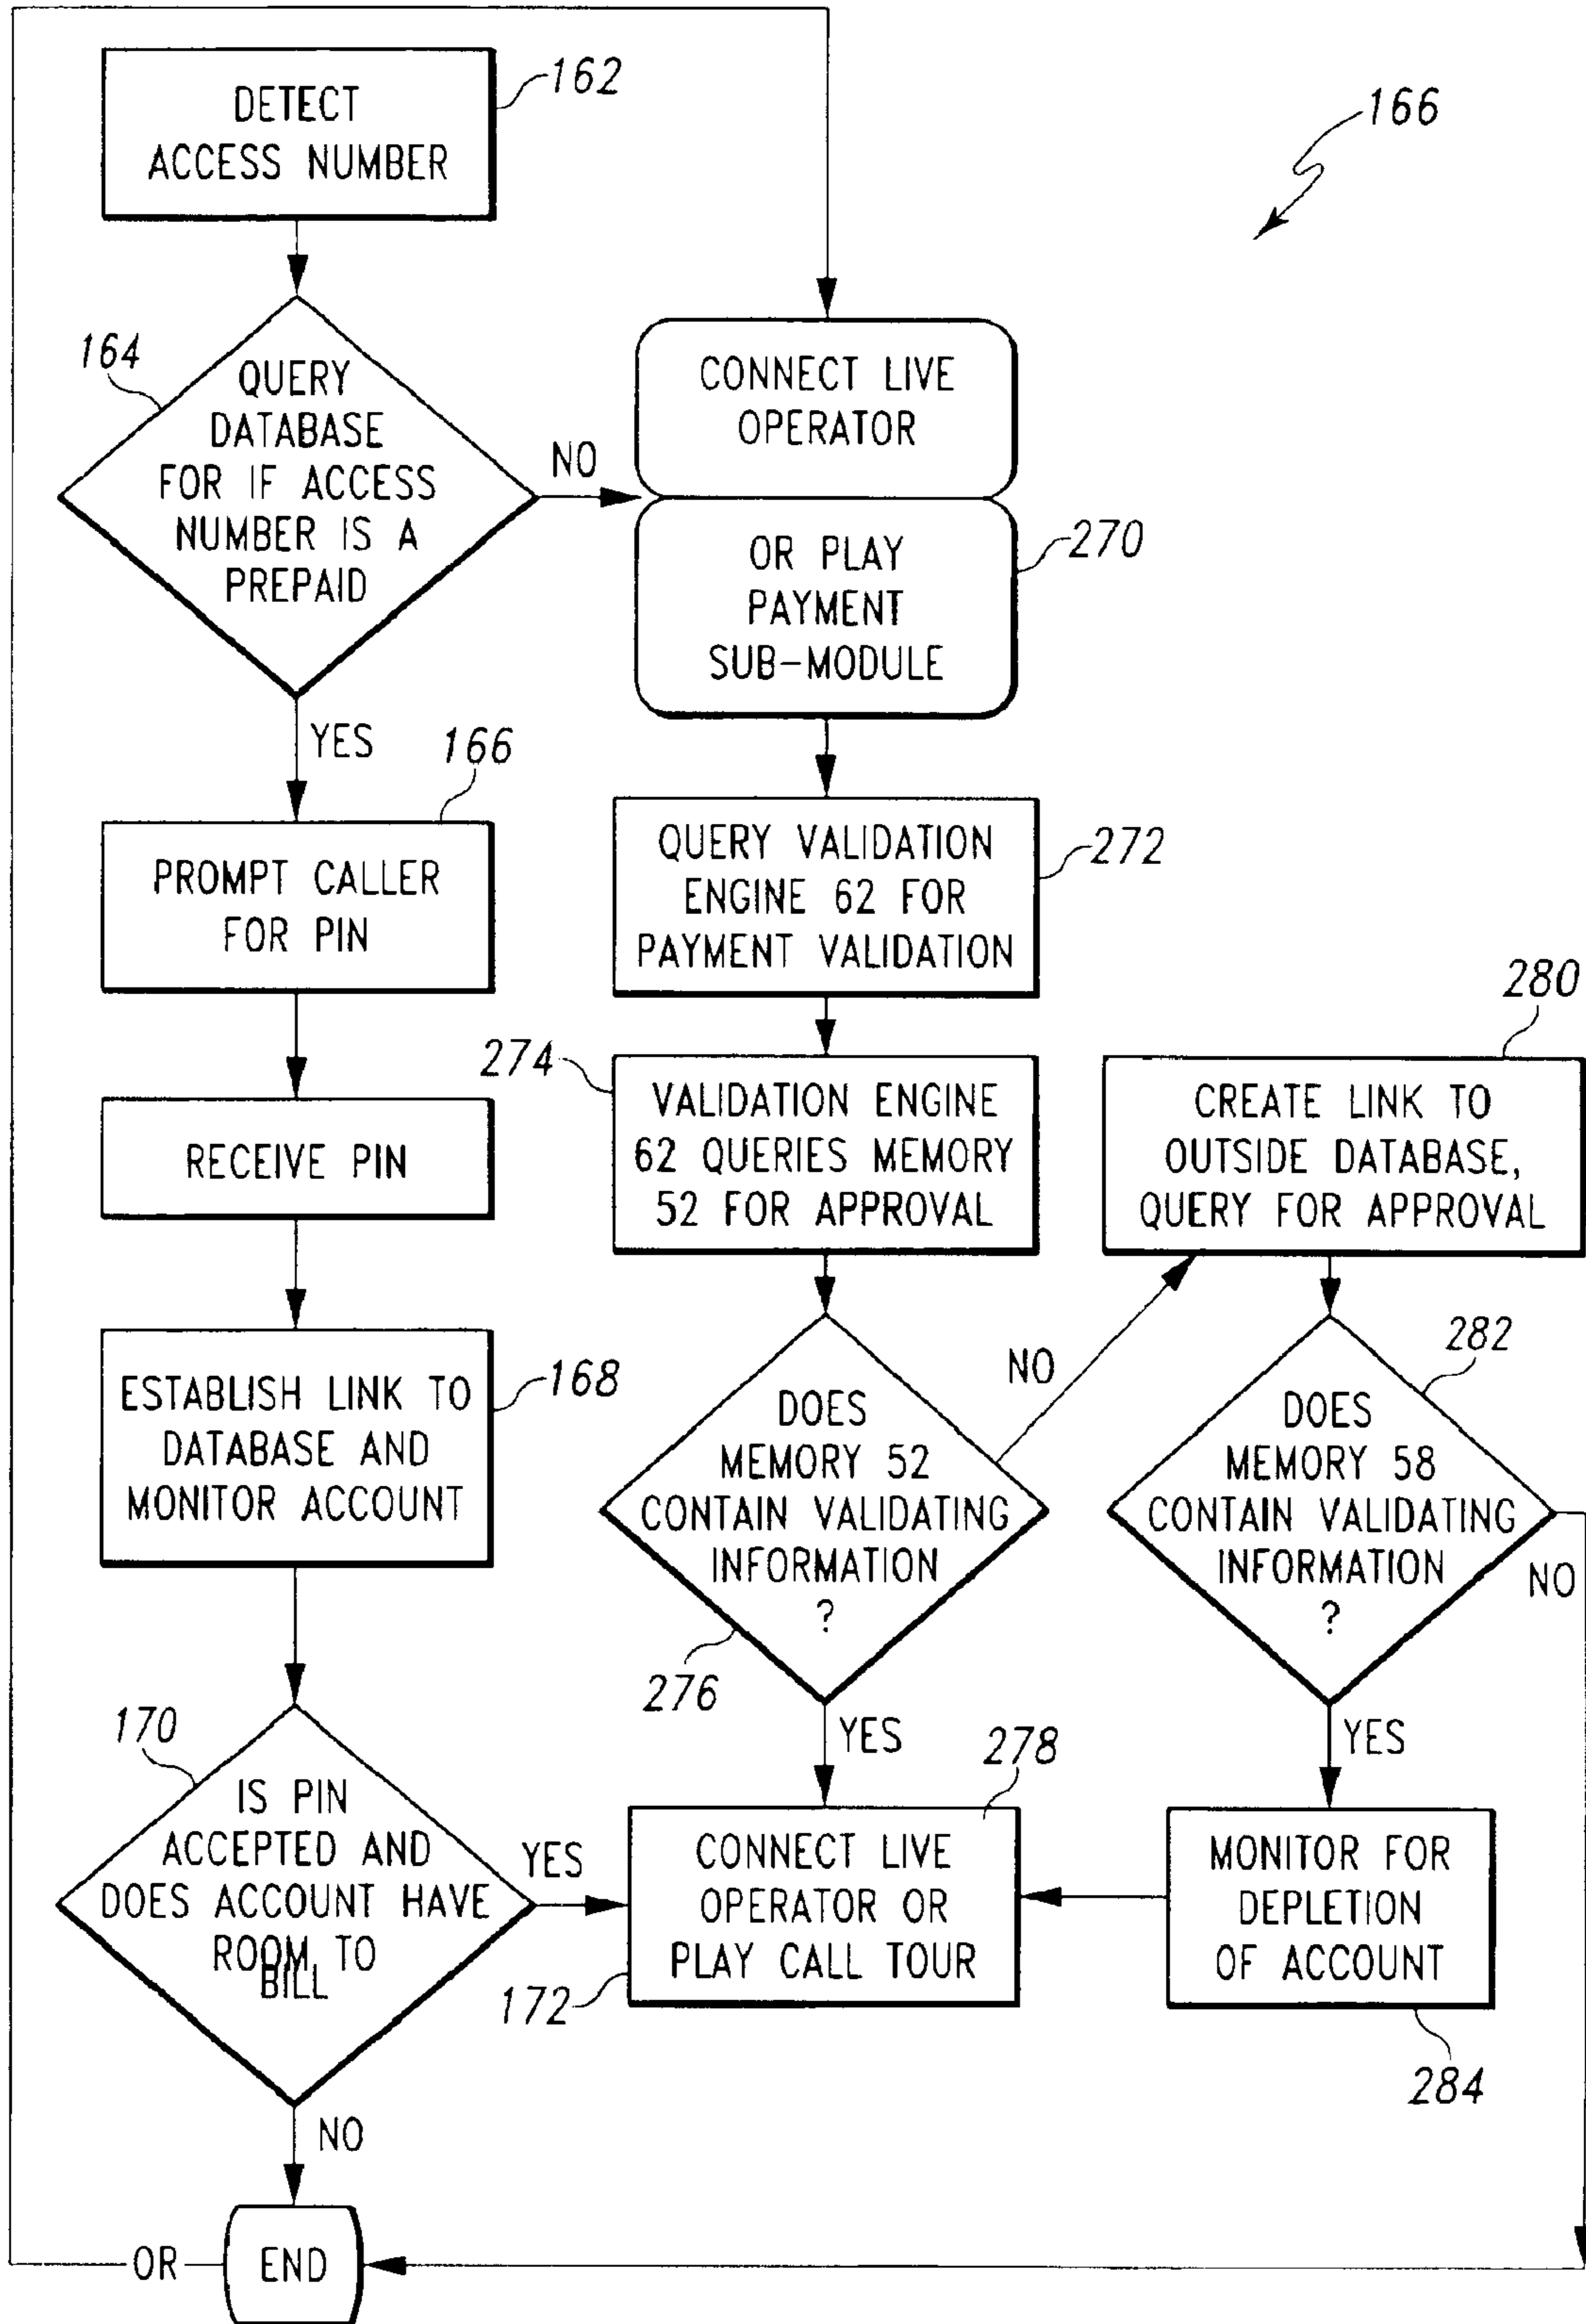 DETECT
ACCESS NUMBER
162
166
164
QUERY
DATABASE
FOR IF ACCESS
NUMBER IS A
PREPAID
NO
YES
CONNECT LIVE
OPERATOR
OR PLAY
PAYMENT
SUB-MODULE
270
166
PROMPT CALLER
FOR PIN
QUERY VALIDATION
ENGINE 62 FOR
PAYMENT VALIDATION
272
RECEIVE PIN
274
VALIDATION ENGINE
62 QUERIES MEMORY
52 FOR APPROVAL
280
CREATE LINK TO
OUTSIDE DATABASE,
QUERY FOR APPROVAL
ESTABLISH LINK TO
DATABASE AND
MONITOR ACCOUNT
168
DOES
MEMORY 52
CONTAIN VALIDATING
INFORMATION
?
NO
276
YES
282
DOES
MEMORY 58
CONTAIN VALIDATING
INFORMATION
?
NO
YES
170
IS PIN
ACCEPTED AND
DOES ACCOUNT HAVE
ROOM TO
BILL
YES
NO
278
CONNECT LIVE
OPERATOR OR
PLAY CALL TOUR
172
MONITOR FOR
DEPLETION
OF ACCOUNT
284
OR
END